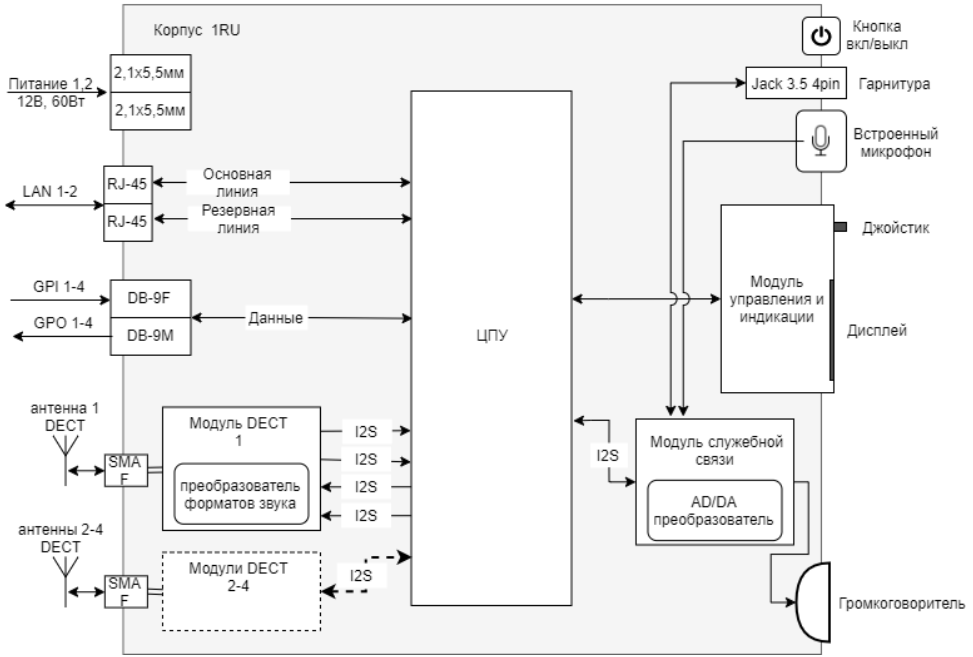 Корпус 1RU
Кнопка
вкл/выкл
2,1х5,5мм
2,1х5,5мм
Питание 1,2
12В, 60Вт
Jack 3.5 4pin
Гарнитура
Встроенный
микрофон
RJ-45
RJ-45
LAN 1-2
Основная
линия
Резервная
линия
Джойстик
Модуль
управления и
индикации
Дисплей
GPI 1-4
GPO 1-4
DB-9F
DB-9M
Данные
ЦПУ
антенна 1
DECT
SMA
F
Модуль DECT
1
преобразователь
форматов звука
I2S
I2S
I2S
I2S
I2S
Модуль служебной
связи
AD/DA
преобразователь
антенны 2-4
DECT
SMA
F
Модули DECT
2-4
I2S
Громкоговоритель